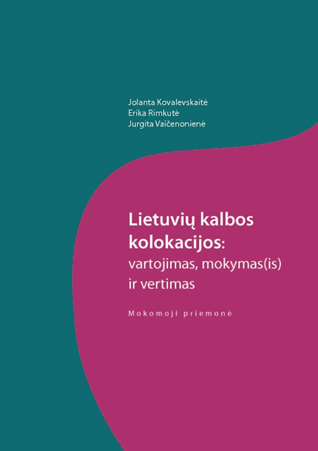 Jolanta Kovalevskaitė
Erika Rimkutė
Jurgita Vaičenonienė
Lietuvių kalbos
kolokacijos:
vartojimas, mokymas(is)
ir vertimas
Mokomoji priemonė